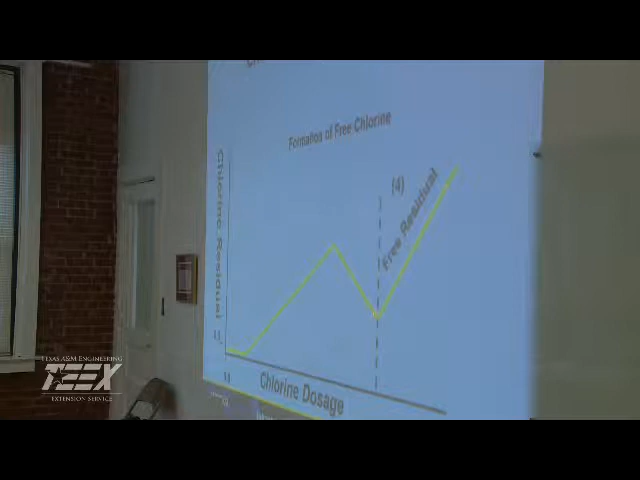 Formation of Free Chlorine
(4)
Free Residual
Chlorine Residual
Chlorine Dosage
TEXAS A&M ENGINEERING
TEEX
EXTENSION SERVICE